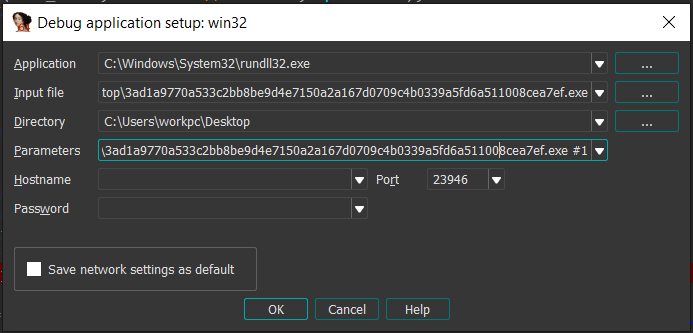 Debug application setup: win32
Application C:\Windows\System32\rundll32.exe ...
Input file top\3ad1a9770a533c2bb8be9d4e7150a2a167d0709c4b0339a5fd6a511008cea7ef.exe ...
Directory C:\Users\workpc\Desktop ...
Parameters \3ad1a9770a533c2bb8be9d4e7150a2a167d0709c4b0339a5fd6a511008cea7ef.exe #1
Hostname Port 23946
Password
Save network settings as default
OK Cancel Help